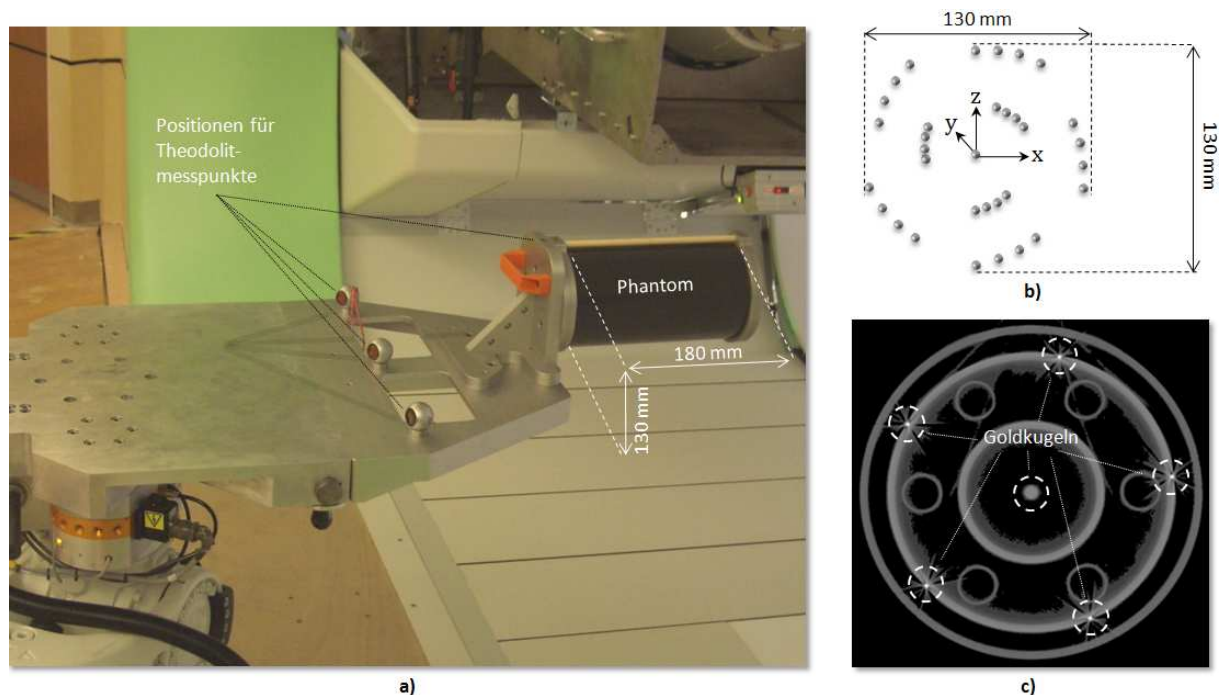 Positionen für
Theodolit-
messpunkte
Phantom
180 mm
130 mm
a)
130 mm
z
y
x
130 mm
b)
Goldkugeln
c)